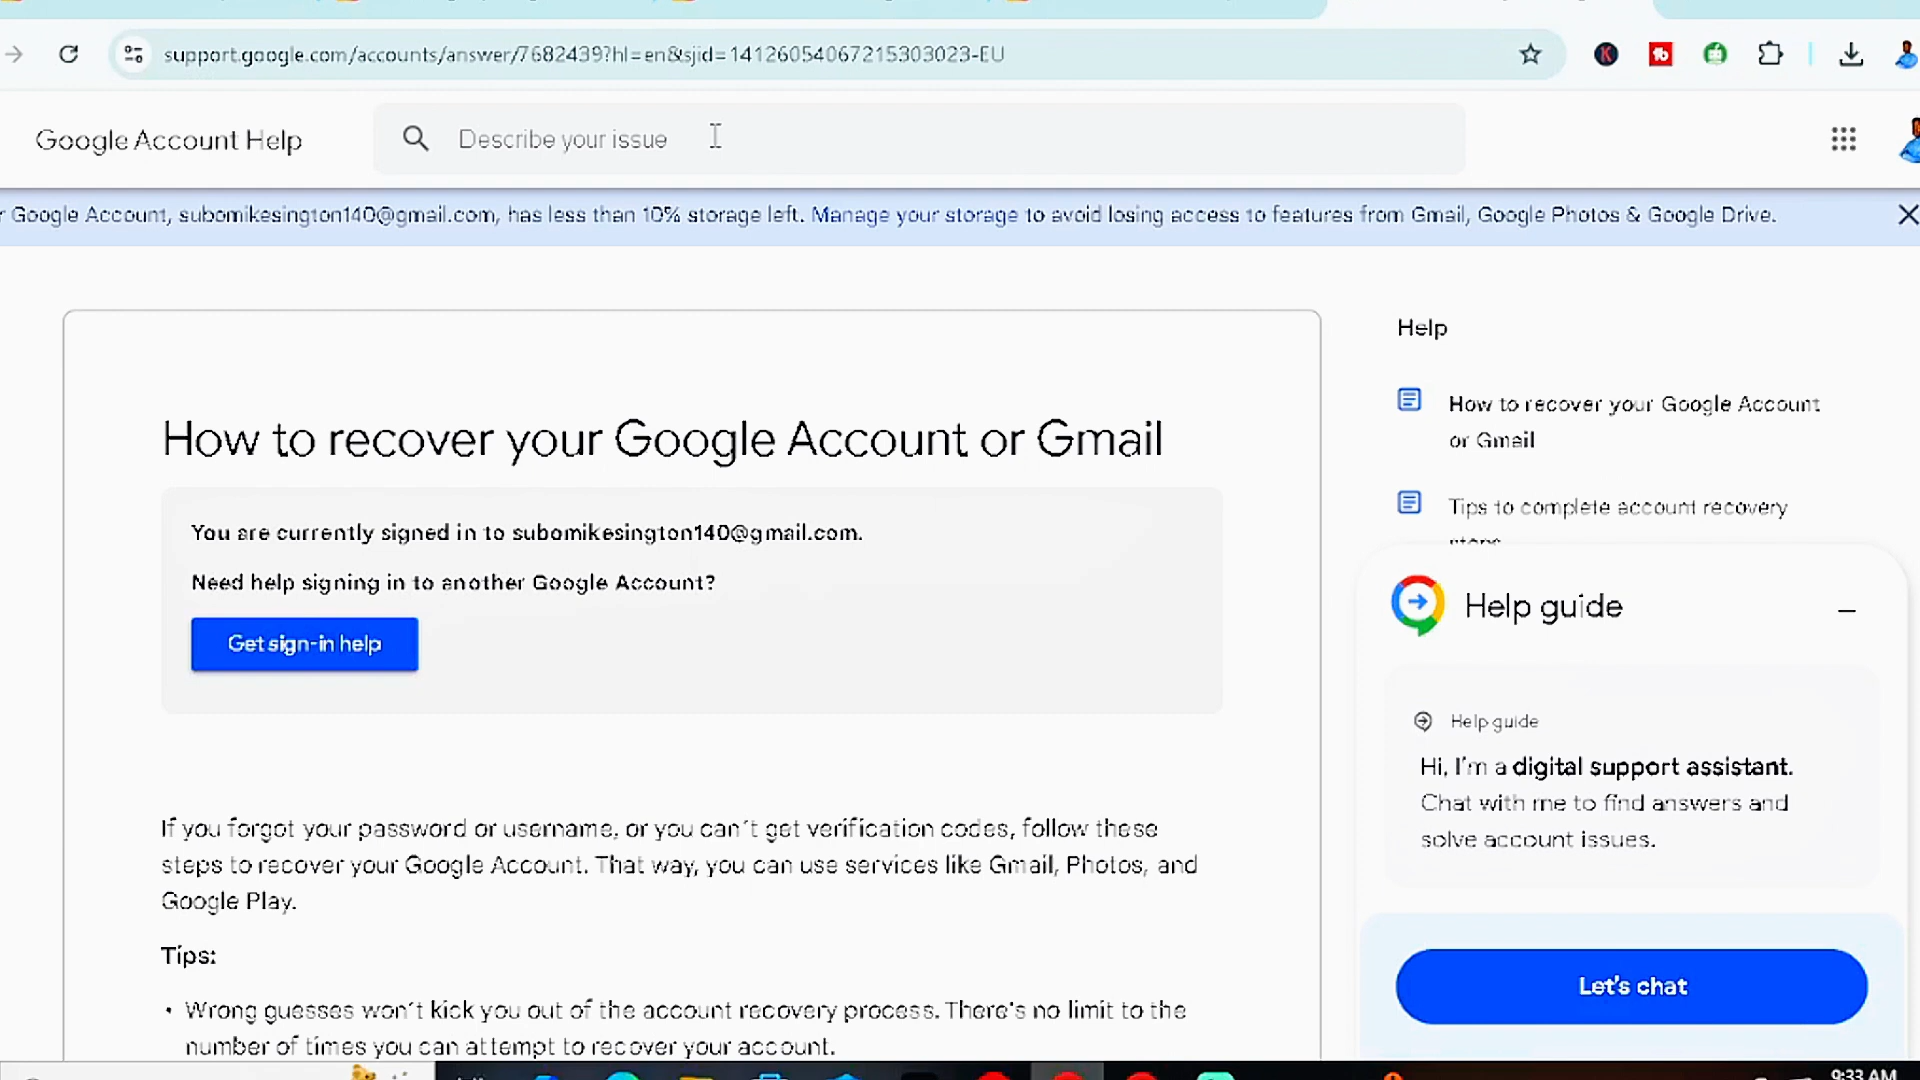 support.google.com/accounts/answer/7682439?hl=en&sjid=14126054067215303023-EU
Google Account Help
Describe your issue
Google Account, subomikesington140@gmail.com, has less than 10% storage left. Manage your storage to avoid losing access to features from Gmail, Google Photos & Google Drive.
How to recover your Google Account or Gmail
You are currently signed in to subomikesington140@gmail.com.
Need help signing in to another Google Account?
Get sign-in help
If you forgot your password or username, or you can't get verification codes, follow these
steps to recover your Google Account. That way, you can use services like Gmail, Photos, and
Google Play.
Tips:
• Wrong guesses won't kick you out of the account recovery process. There's no limit to the
number of times you can attempt to recover your account.
Help
How to recover your Google Account
or Gmail
Tips to complete account recovery
steps
Help guide
Help guide
Hi, I'm a digital support assistant.
Chat with me to find answers and
solve account issues.
Let's chat
9:33 AM